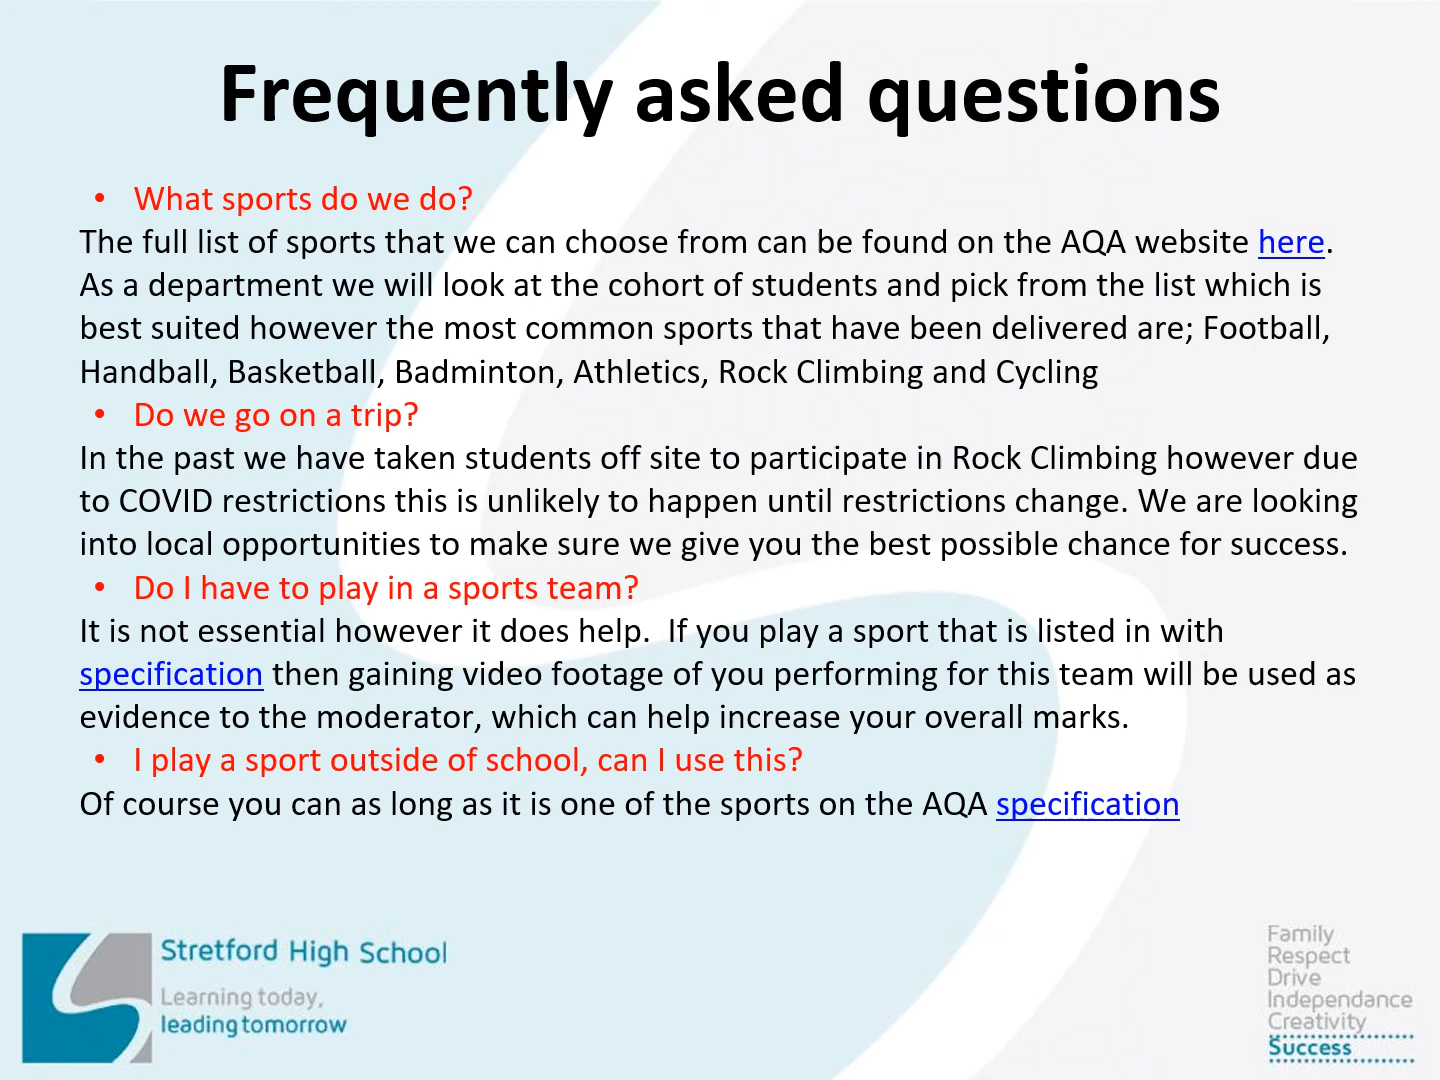 Frequently asked questions
• What sports do we do?
The full list of sports that we can choose from can be found on the AQA website here.
As a department we will look at the cohort of students and pick from the list which is
best suited however the most common sports that have been delivered are; Football,
Handball, Basketball, Badminton, Athletics, Rock Climbing and Cycling
• Do we go on a trip?
In the past we have taken students off site to participate in Rock Climbing however due
to COVID restrictions this is unlikely to happen until restrictions change. We are looking
into local opportunities to make sure we give you the best possible chance for success.
• Do I have to play in a sports team?
It is not essential however it does help.  If you play a sport that is listed in with
specification then gaining video footage of you performing for this team will be used as
evidence to the moderator, which can help increase your overall marks.
• I play a sport outside of school, can I use this?
Of course you can as long as it is one of the sports on the AQA specification
Stretford High School
Learning today,
leading tomorrow
Family
Respect
Drive
Independance
Creativity
Success